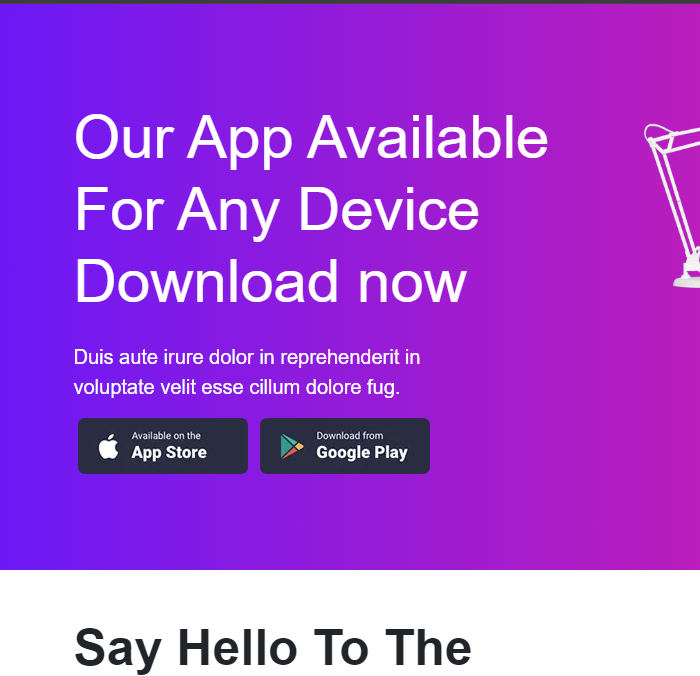 Our App Available
For Any Device
Download now
Duis aute irure dolor in reprehenderit in
voluptate velit esse cillum dolore fug.
Available on the
App Store
Download from
Google Play
Say Hello To The